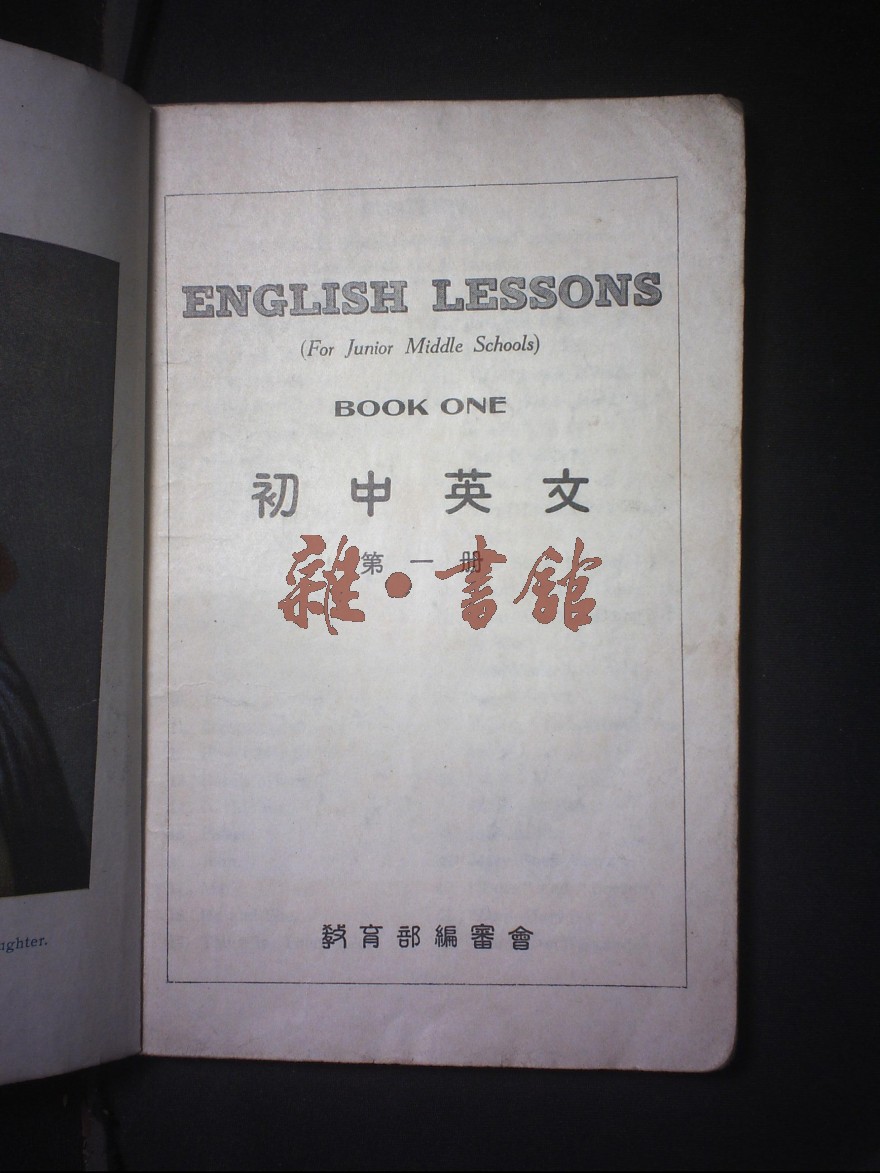 ENGLISH LESSONS
(For Junior Middle Schools)
BOOK ONE
初中英文
第一册
雜·書館
教育部編審會
ughter.